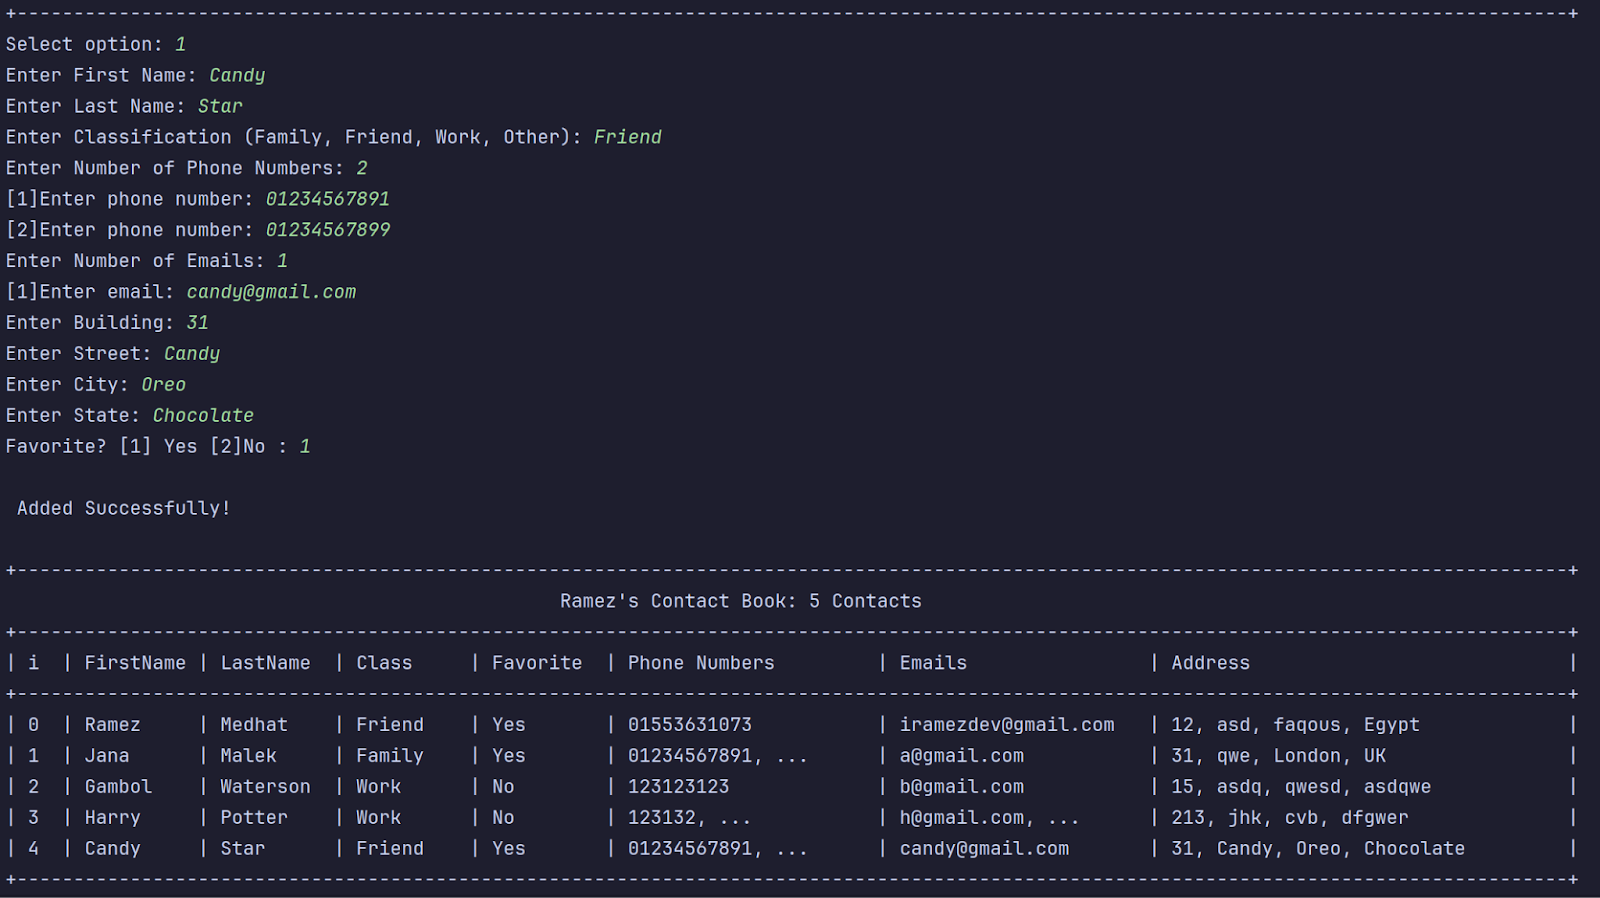 +-----------------------------------------------------------------------------------------------------------------------------------------+
Select option: 1
Enter First Name: Candy
Enter Last Name: Star
Enter Classification (Family, Friend, Work, Other): Friend
Enter Number of Phone Numbers: 2
[1]Enter phone number: 01234567891
[2]Enter phone number: 01234567899
Enter Number of Emails: 1
[1]Enter email: candy@gmail.com
Enter Building: 31
Enter Street: Candy
Enter City: Oreo
Enter State: Chocolate
Favorite? [1] Yes [2]No : 1
Added Successfully!
+-----------------------------------------------------------------------------------------------------------------------------------------+
Ramez's Contact Book: 5 Contacts
+-----------------------------------------------------------------------------------------------------------------------------------------+
| i  | FirstName | LastName  | Class     | Favorite  | Phone Numbers         | Emails                | Address                            |
+-----------------------------------------------------------------------------------------------------------------------------------------+
| 0  | Ramez     | Medhat    | Friend    | Yes       | 01553631073           | iramezdev@gmail.com   | 12, asd, faqous, Egypt             |
| 1  | Jana      | Malek     | Family    | Yes       | 01234567891, ...      | a@gmail.com           | 31, qwe, London, UK                |
| 2  | Gambol    | Waterson  | Work      | No        | 123123123             | b@gmail.com           | 15, asdq, qwesd, asdqwe            |
| 3  | Harry     | Potter    | Work      | No        | 123132, ...           | h@gmail.com, ...      | 213, jhk, cvb, dfgwer              |
| 4  | Candy     | Star      | Friend    | Yes       | 01234567891, ...      | candy@gmail.com       | 31, Candy, Oreo, Chocolate         |
+-----------------------------------------------------------------------------------------------------------------------------------------+